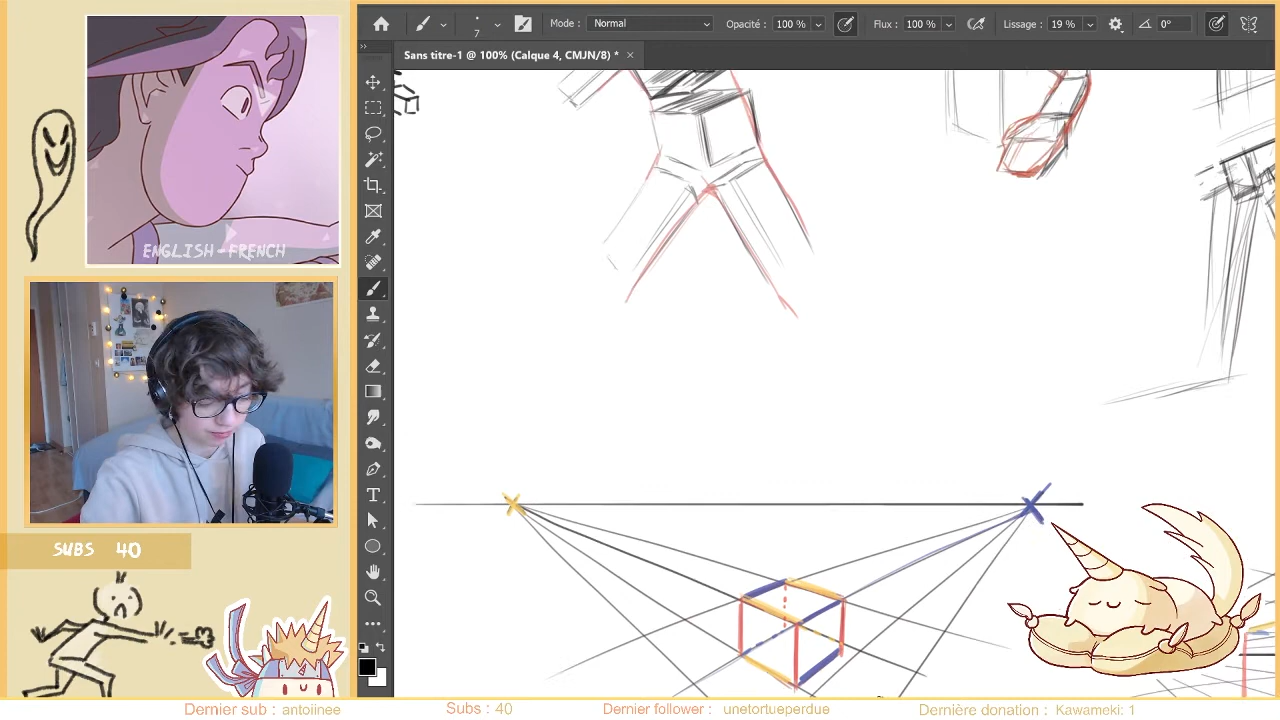 Mode : Normal Opacité : 100 % Flux : 100 % Lissage : 19 % 0°
7
Sans titre-1 @ 100% (Calque 4, CMJN/8) * ×
ENGLISH - FRENCH
SUBS 40
Dernier sub : antoiinee Subs : 40 Dernier follower : unetortueperdue Dernière donation : Kawameki: 1